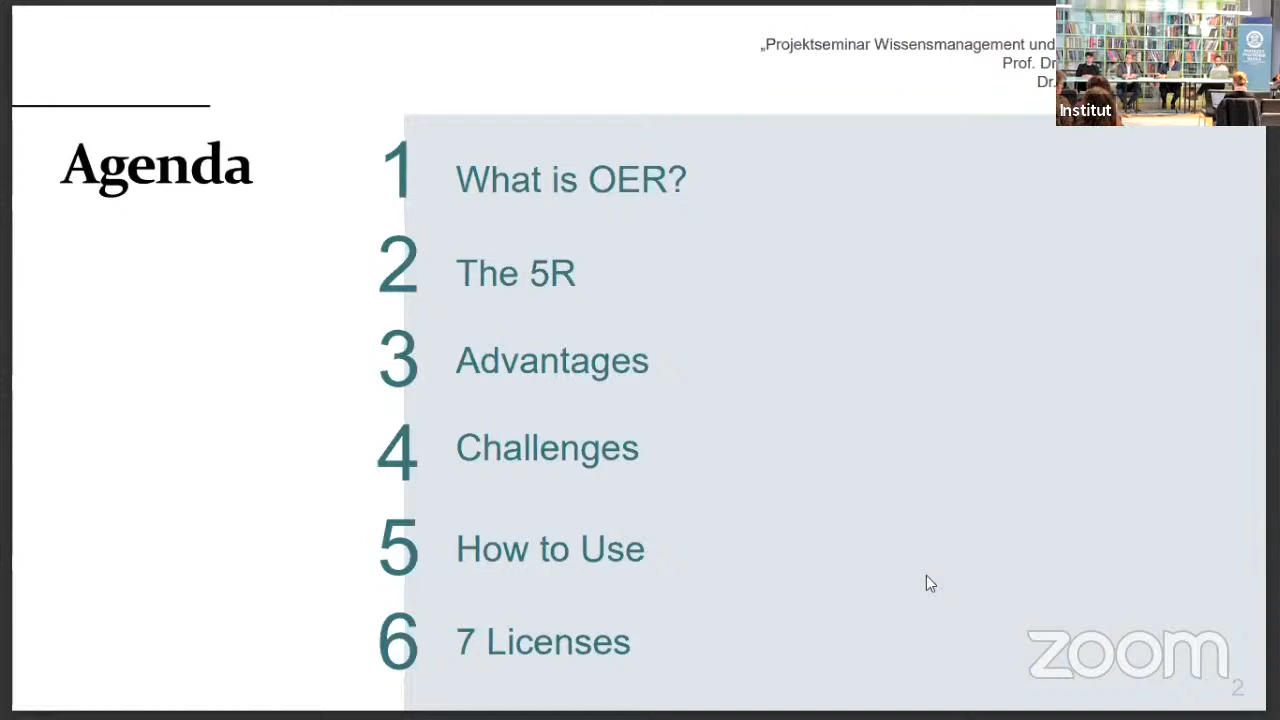 „Projektseminar Wissensmanagement und
Prof. Dr
Dr.
Institut
Agenda
1 What is OER?
2 The 5R
3 Advantages
4 Challenges
5 How to Use
6 7 Licenses
zoom
2